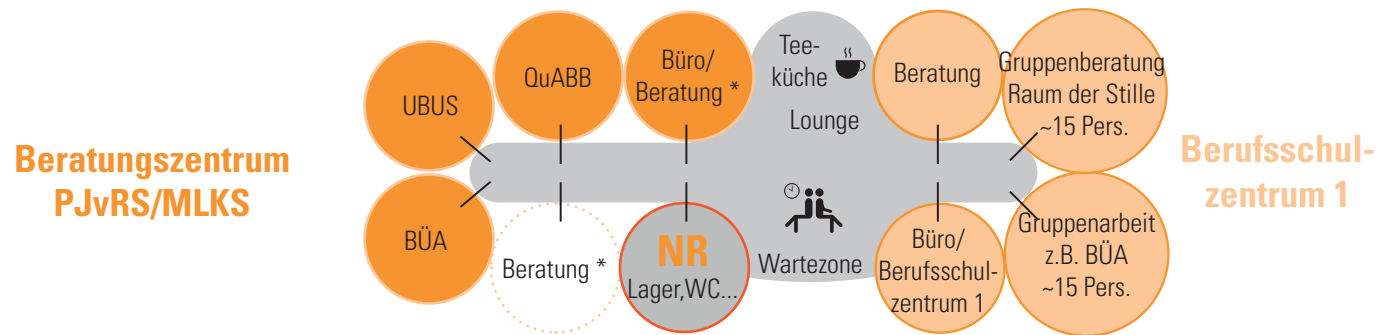 Beratungszentrum
PJvRS/MLKS
UBUS
QuABB
Büro/
Beratung *
Tee-
küche
Lounge
Beratung
Gruppenberatung
Raum der Stille
~15 Pers.
BÜA
Beratung *
NR
Lager,WC...
Wartezone
Büro/
Berufsschul-
zentrum 1
Gruppenarbeit
z.B. BÜA
~15 Pers.
Berufsschul-
zentrum 1